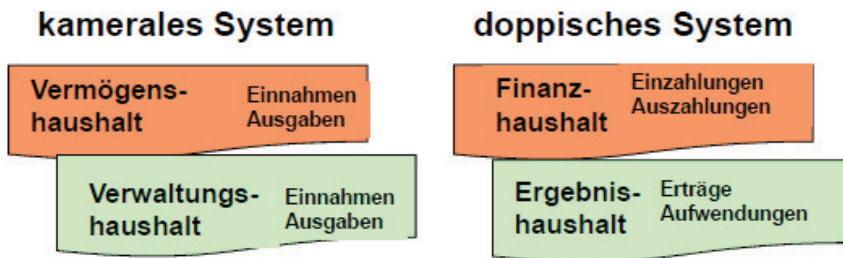 kamerales System
Vermögens-
haushalt
Einnahmen
Ausgaben
Verwaltungs-
haushalt
Einnahmen
Ausgaben
doppisches System
Finanz-
haushalt
Einzahlungen
Auszahlungen
Ergebnis-
haushalt
Erträge
Aufwendungen